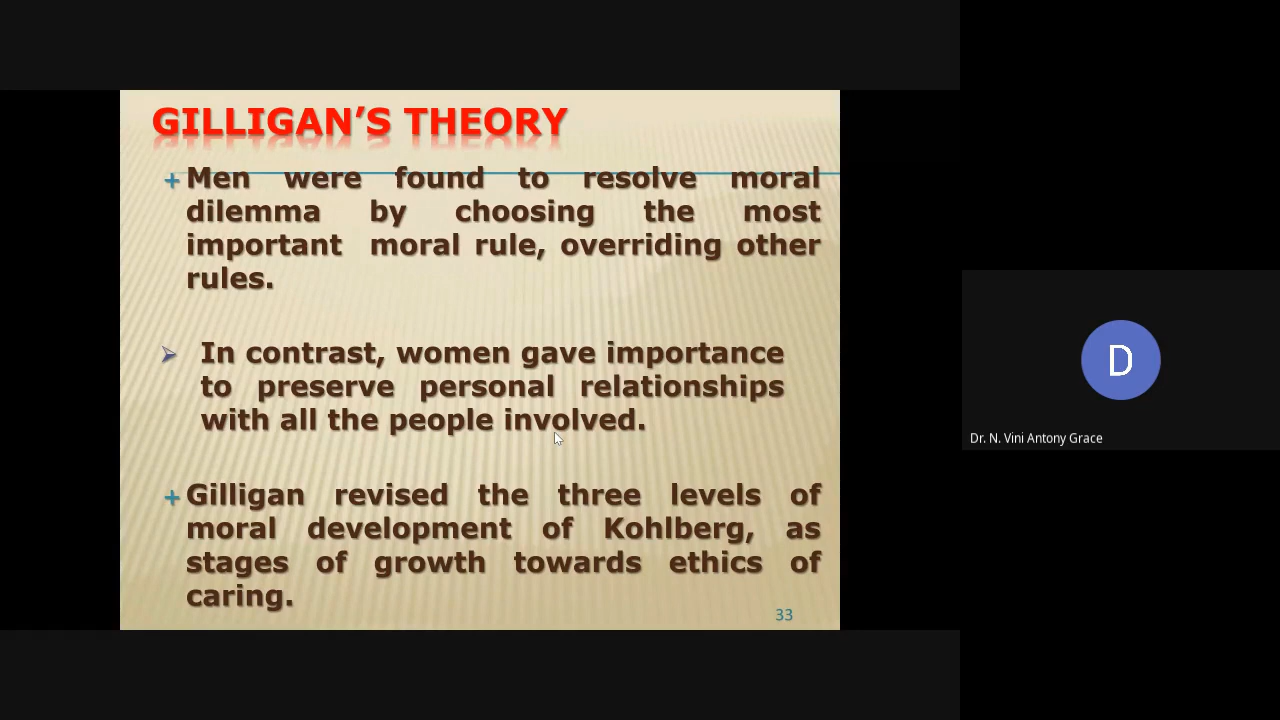 GILLIGAN’S THEORY
+Men were found to resolve moral
dilemma by choosing the most
important moral rule, overriding other
rules.
➢ In contrast, women gave importance
to preserve personal relationships
with all the people involved.
+Gilligan revised the three levels of
moral development of Kohlberg, as
stages of growth towards ethics of
caring.
33
D
Dr. N. Vini Antony Grace